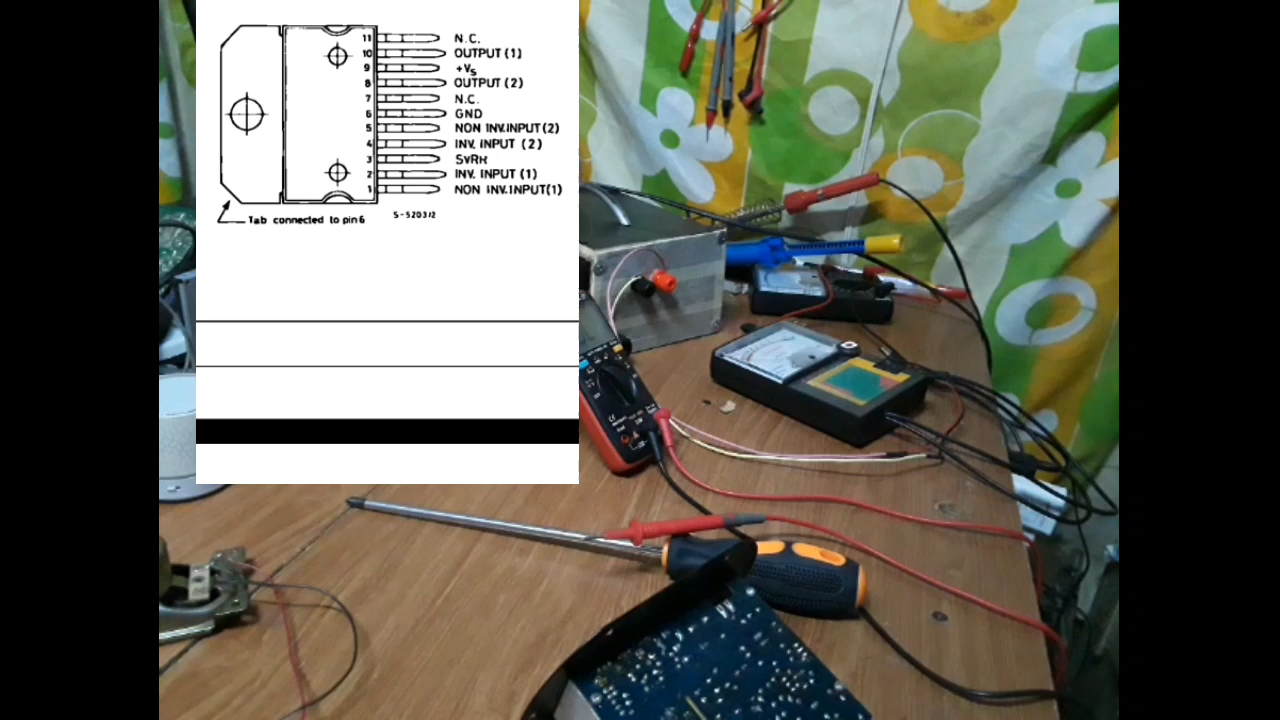 11 N.C.
10 OUTPUT (1)
9 +Vs
8 OUTPUT (2)
7 N.C.
6 GND
5 NON INV.INPUT (2)
4 INV. INPUT (2)
3 SVRR
2 INV. INPUT (1)
1 NON INV.INPUT(1)
Tab connected to pin 6
S-5203/2